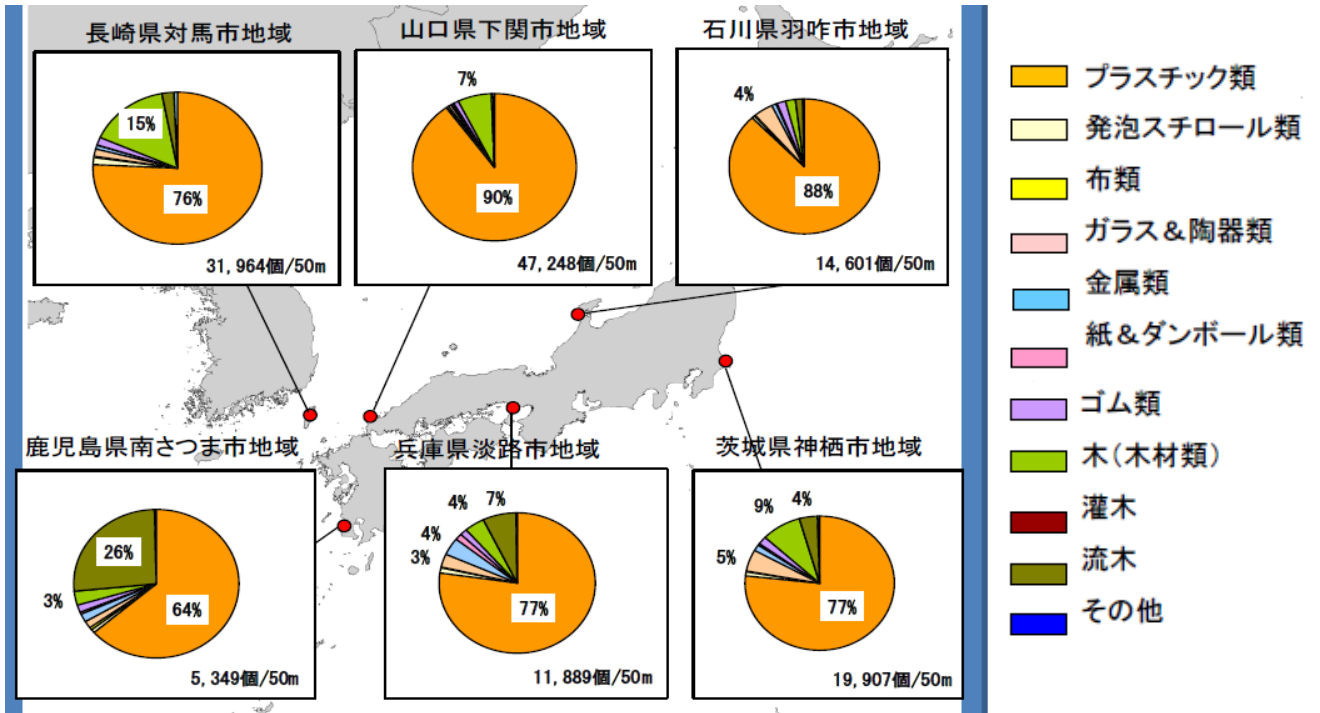 長崎県対馬市地域
15%
76%
31,964個/50m
山口県下関市地域
7%
90%
47,248個/50m
石川県羽咋市地域
4%
88%
14,601個/50m
鹿児島県南さつま市地域
26%
3%
64%
5,349個/50m
兵庫県淡路市地域
4%
7%
4%
3%
77%
11,889個/50m
茨城県神栖市地域
9%
4%
5%
77%
19,907個/50m
プラスチック類
発泡スチロール類
布類
ガラス&陶器類
金属類
紙&ダンボール類
ゴム類
木(木材類)
灌木
流木
その他